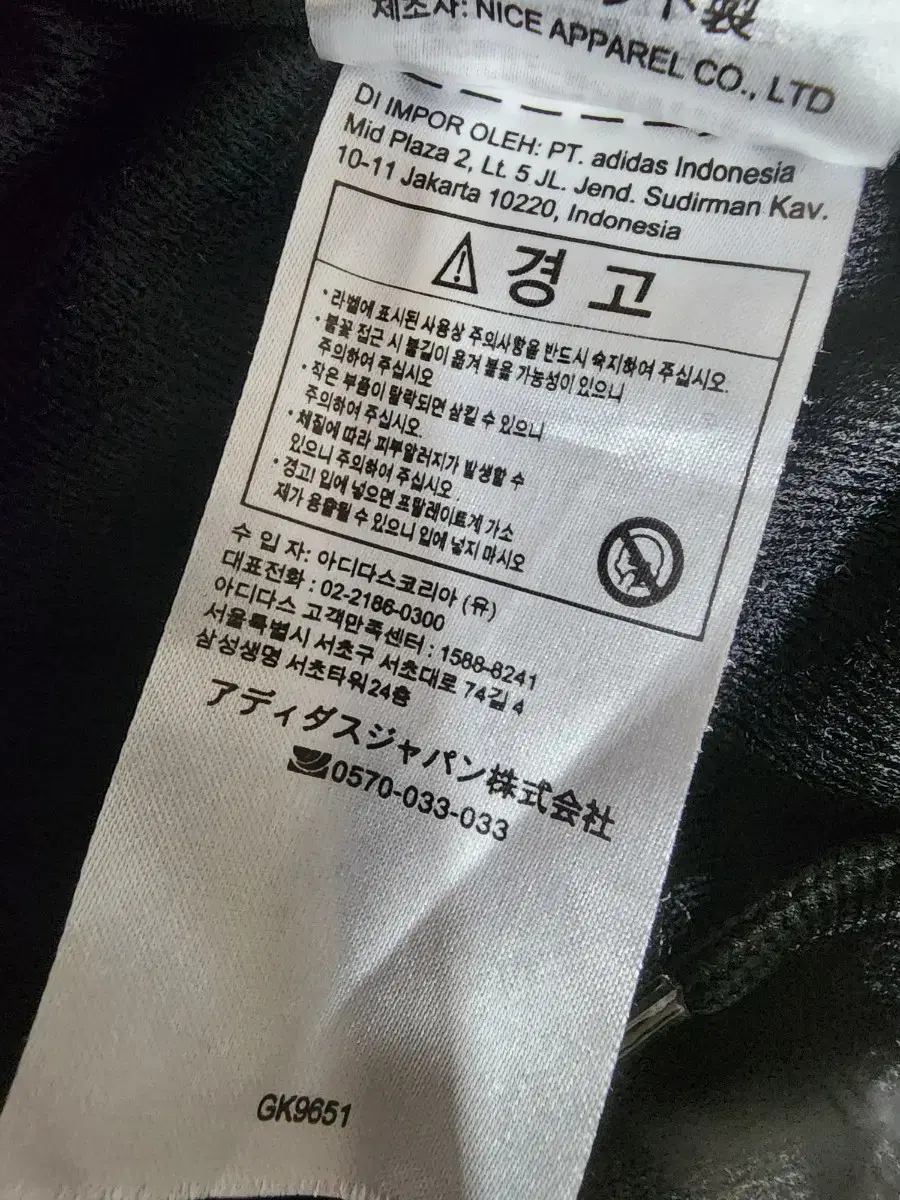 製
제조사: NICE APPAREL CO., LTD
DI IMPOR OLEH: PT. adidas Indonesia
Mid Plaza 2, Lt. 5 JL. Jend. Sudirman Kav.
10-11 Jakarta 10220, Indonesia
경 고
· 라벨에 표시된 사용상 주의사항을 반드시 숙지하여 주십시오.
· 불꽃 접근 시 불길이 옮겨 붙을 가능성이 있으니
주의하여 주십시오
· 작은 부품이 탈락되면 삼킬 수 있으니
주의하여 주십시오.
· 체질에 따라 피부알러지가 발생할 수
있으니 주의하여 주십시오.
· 경고! 입에 넣으면 프탈레이트계 가소
제가 용출될 수 있으니 입에 넣지 마시오
수 입 자: 아디다스코리아 (유)
대표전화 : 02-2186-0300
아디다스 고객만족센터 : 1588-8241
서울특별시 서초구 서초대로 74길 4
삼성생명 서초타워 24층
アディダスジャパン株式会社
0570-033-033
GK9651